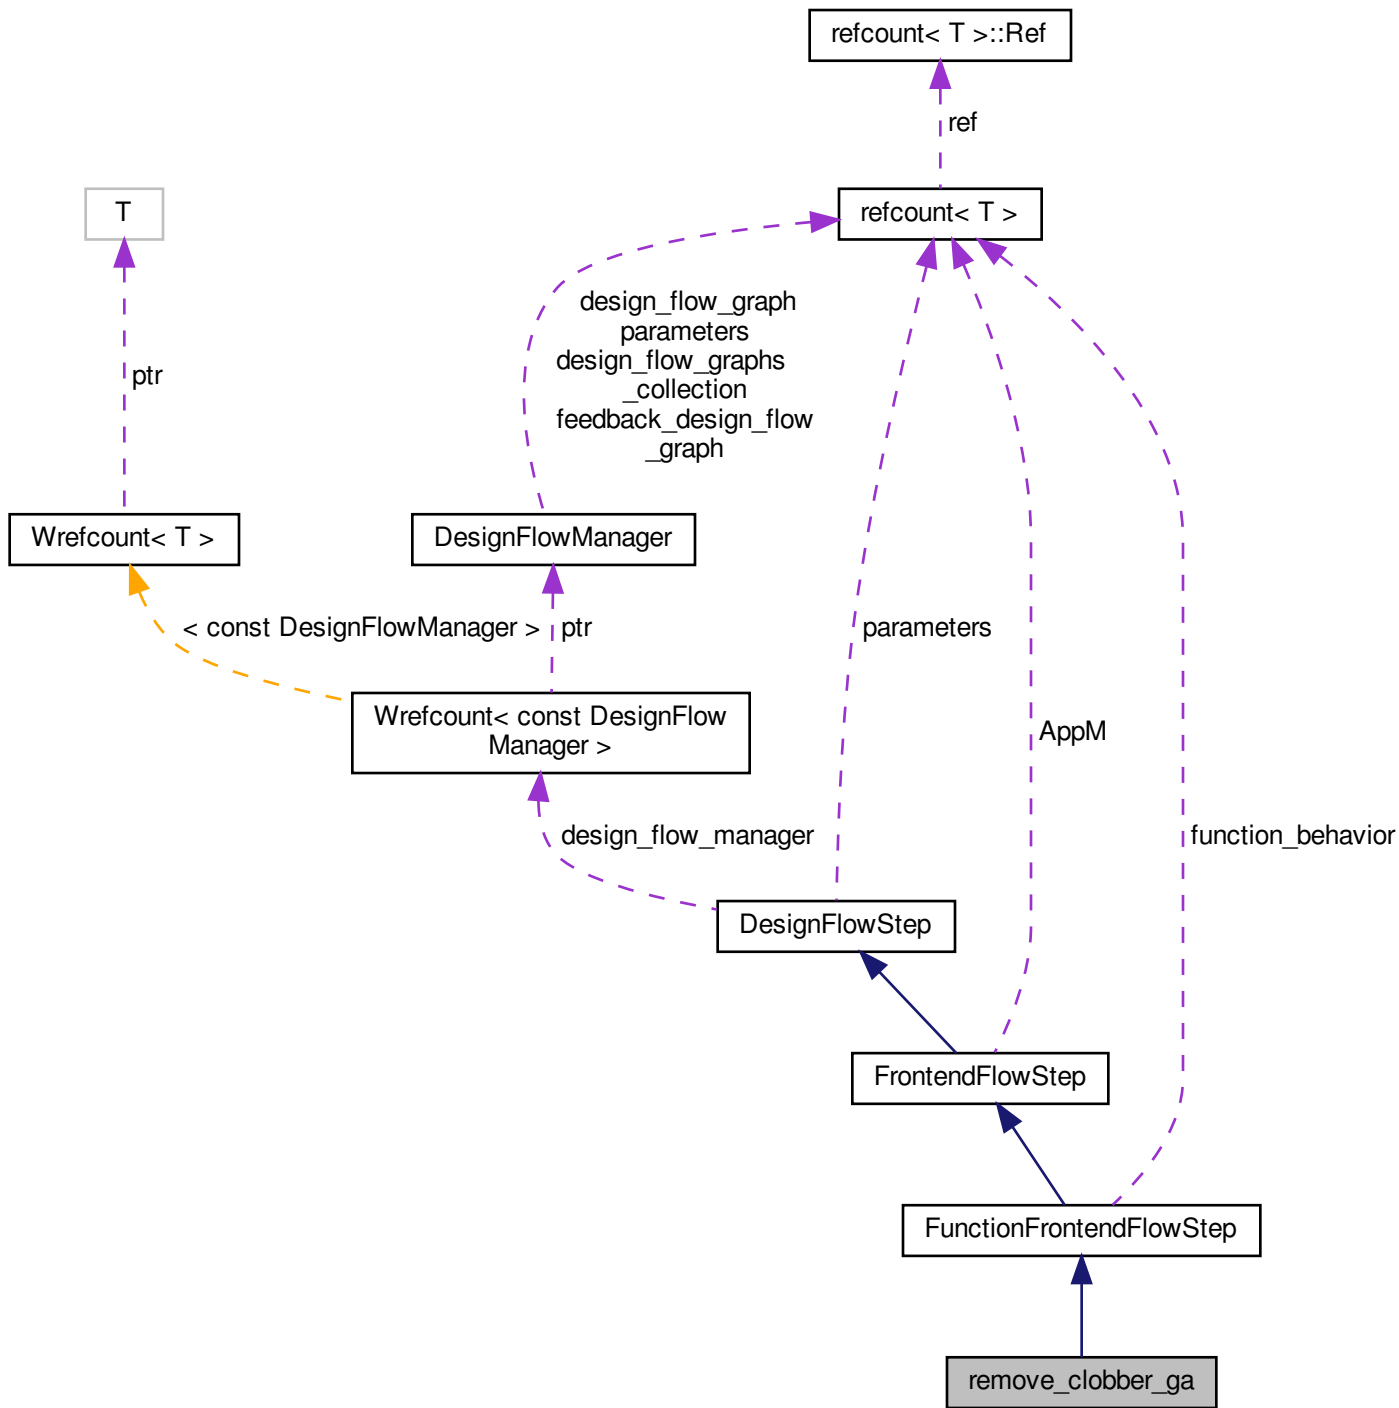 refcount< T >::Ref
ref
T
refcount< T >
design_flow_graph
parameters
design_flow_graphs
_collection
feedback_design_flow
_graph
ptr
Wrefcount< T >
DesignFlowManager
< const DesignFlowManager >
ptr
parameters
Wrefcount< const DesignFlow
Manager >
AppM
design_flow_manager
function_behavior
DesignFlowStep
FrontendFlowStep
FunctionFrontendFlowStep
remove_clobber_ga